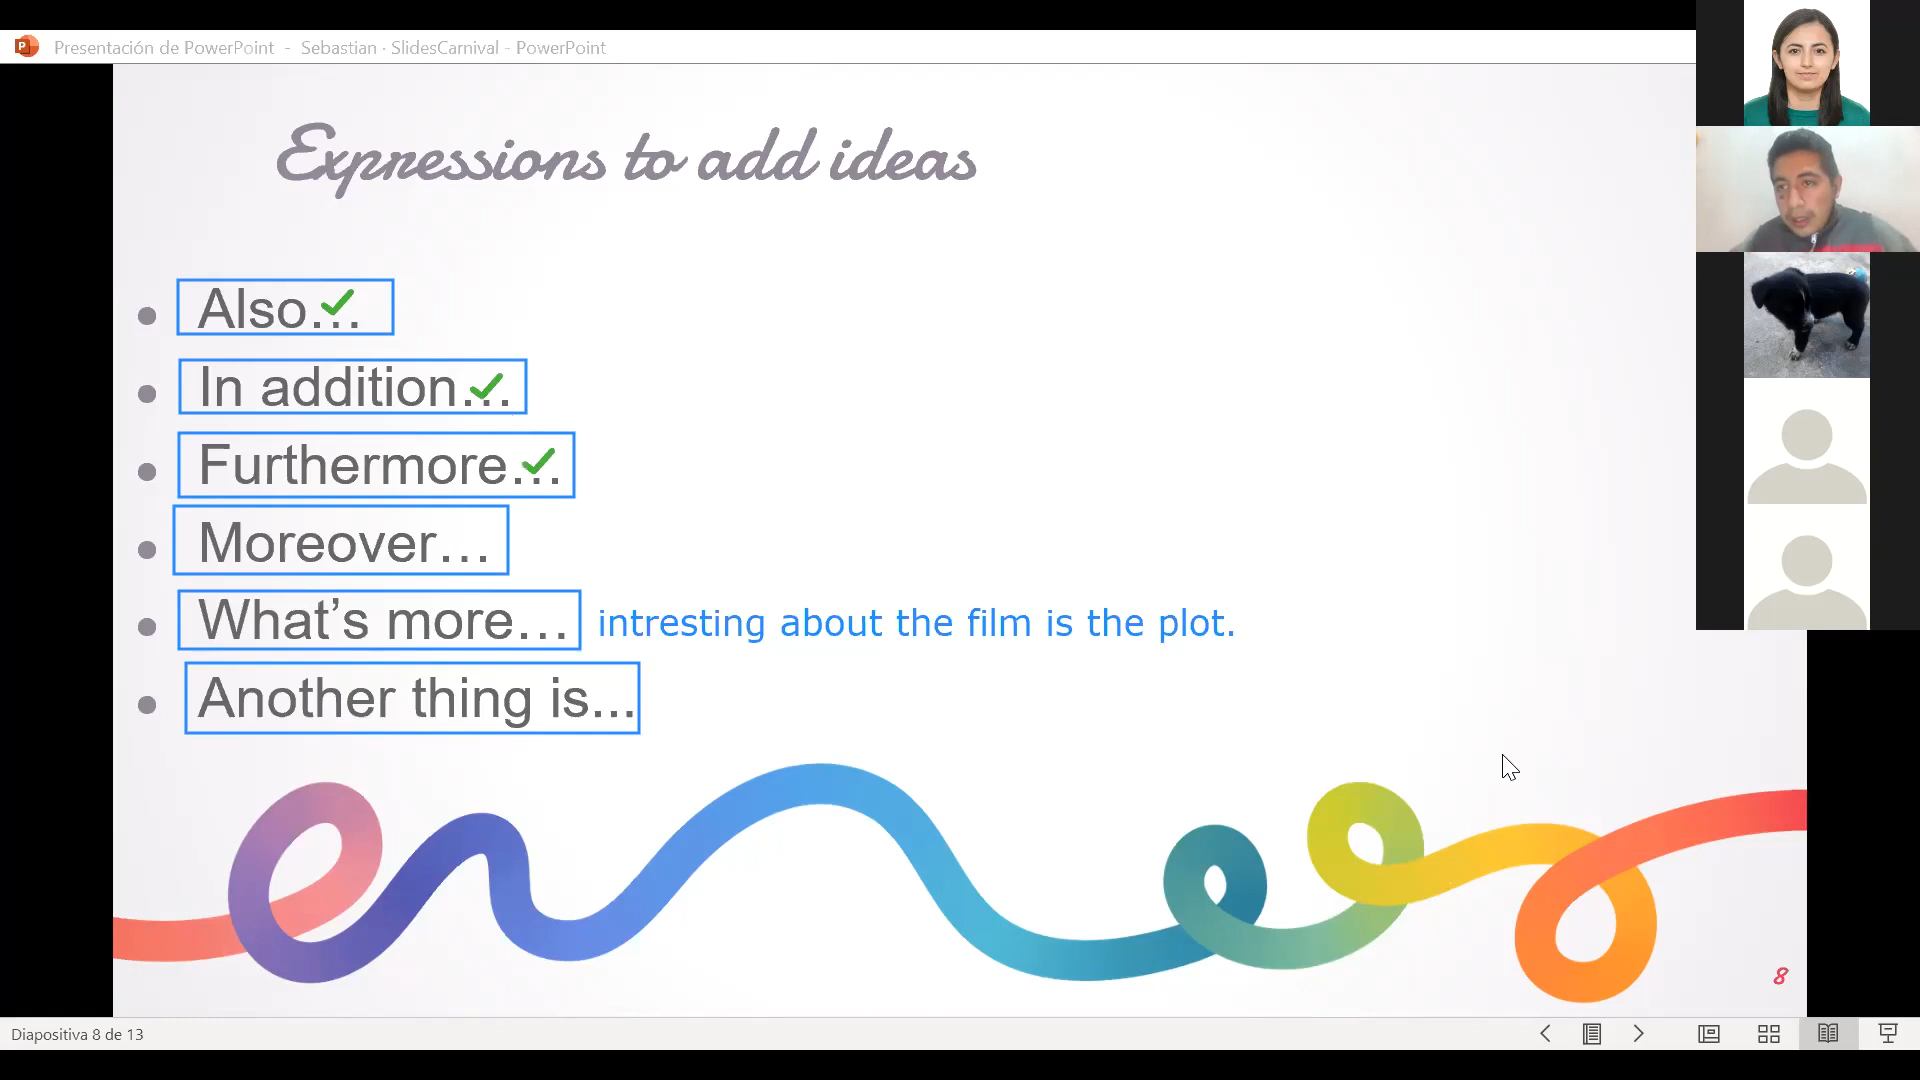 Presentación de PowerPoint - Sebastian · SlidesCarnival - PowerPoint
Expressions to add ideas
Also…
In addition…
Furthermore…
Moreover…
What’s more… intresting about the film is the plot.
Another thing is...
8
Diapositiva 8 de 13